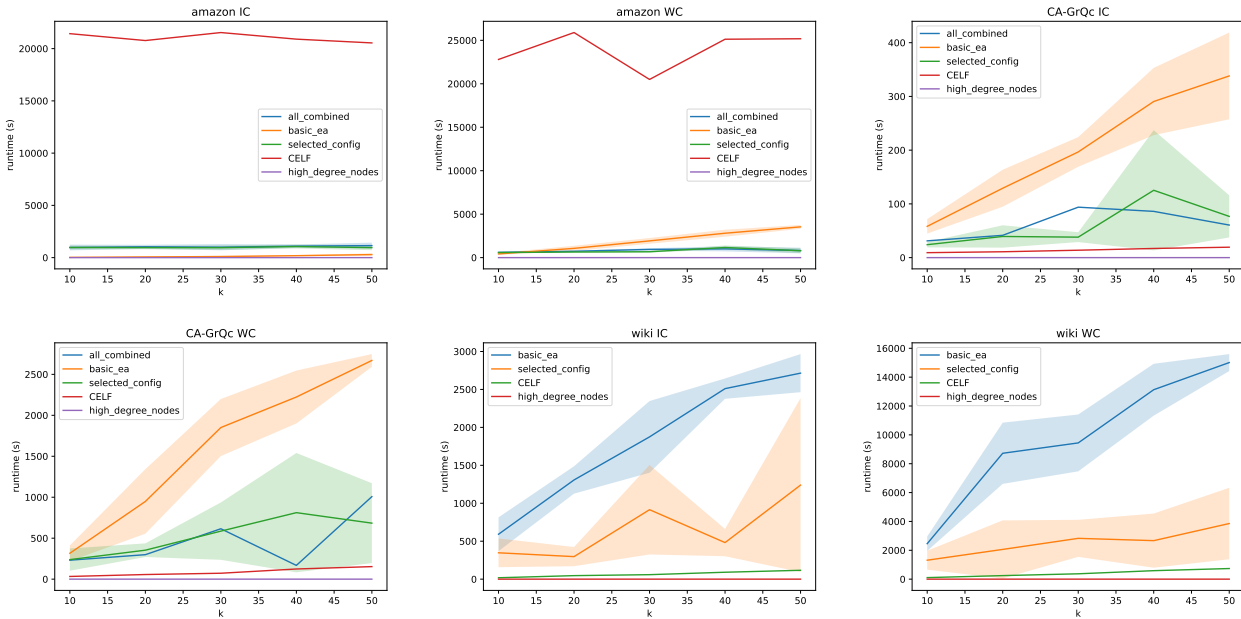 amazon IC
runtime (s)
20000
15000
10000
5000
0
all_combined
basic_ea
selected_config
CELF
high_degree_nodes
10 15 20 25 30 35 40 45 50
k
amazon WC
runtime (s)
25000
20000
15000
10000
5000
0
all_combined
basic_ea
selected_config
CELF
high_degree_nodes
10 15 20 25 30 35 40 45 50
k
CA-GrQc IC
runtime (s)
400
300
200
100
0
all_combined
basic_ea
selected_config
CELF
high_degree_nodes
10 15 20 25 30 35 40 45 50
k
CA-GrQc WC
runtime (s)
2500
2000
1500
1000
500
0
all_combined
basic_ea
selected_config
CELF
high_degree_nodes
10 15 20 25 30 35 40 45 50
k
wiki IC
runtime (s)
3000
2500
2000
1500
1000
500
0
basic_ea
selected_config
CELF
high_degree_nodes
10 15 20 25 30 35 40 45 50
k
wiki WC
runtime (s)
16000
14000
12000
10000
8000
6000
4000
2000
0
basic_ea
selected_config
CELF
high_degree_nodes
10 15 20 25 30 35 40 45 50
k